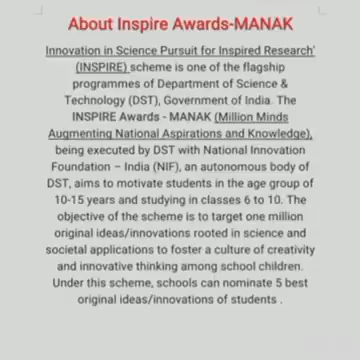 About Inspire Awards-MANAK
Innovation in Science Pursuit for Inspired Research'
(INSPIRE) scheme is one of the flagship
programmes of Department of Science &
Technology (DST), Government of India. The
INSPIRE Awards - MANAK (Million Minds
Augmenting National Aspirations and Knowledge),
being executed by DST with National Innovation
Foundation – India (NIF), an autonomous body of
DST, aims to motivate students in the age group of
10-15 years and studying in classes 6 to 10. The
objective of the scheme is to target one million
original ideas/innovations rooted in science and
societal applications to foster a culture of creativity
and innovative thinking among school children.
Under this scheme, schools can nominate 5 best
original ideas/innovations of students .